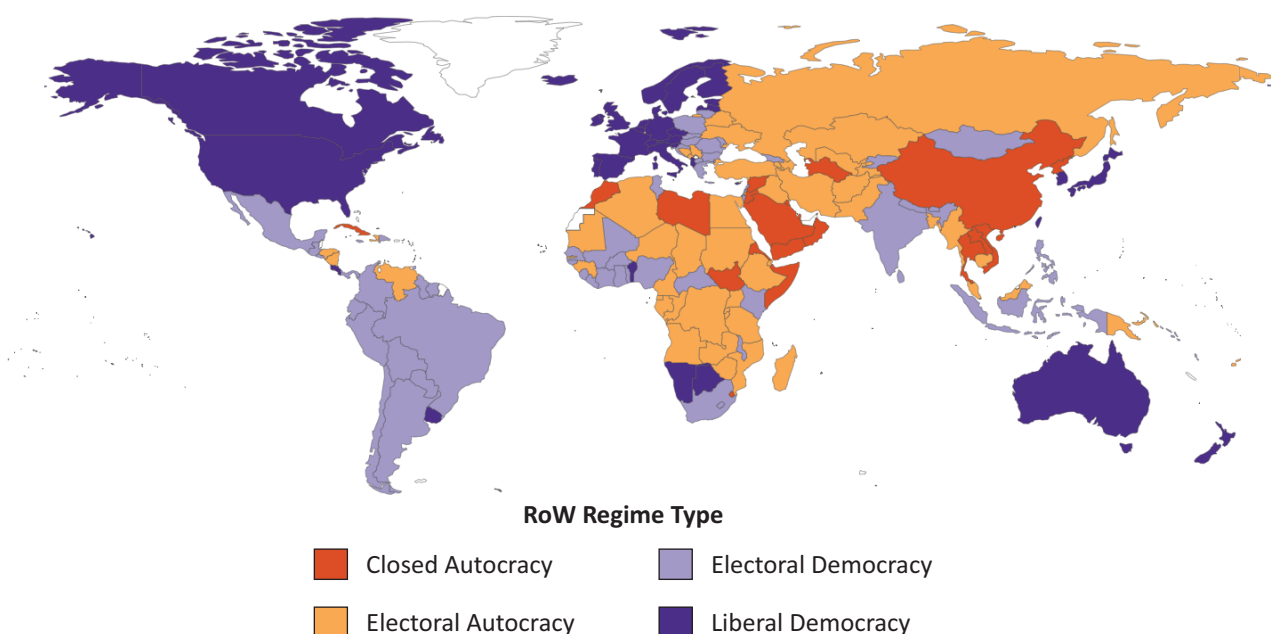 RoW Regime Type
Closed Autocracy
Electoral Democracy
Electoral Autocracy
Liberal Democracy